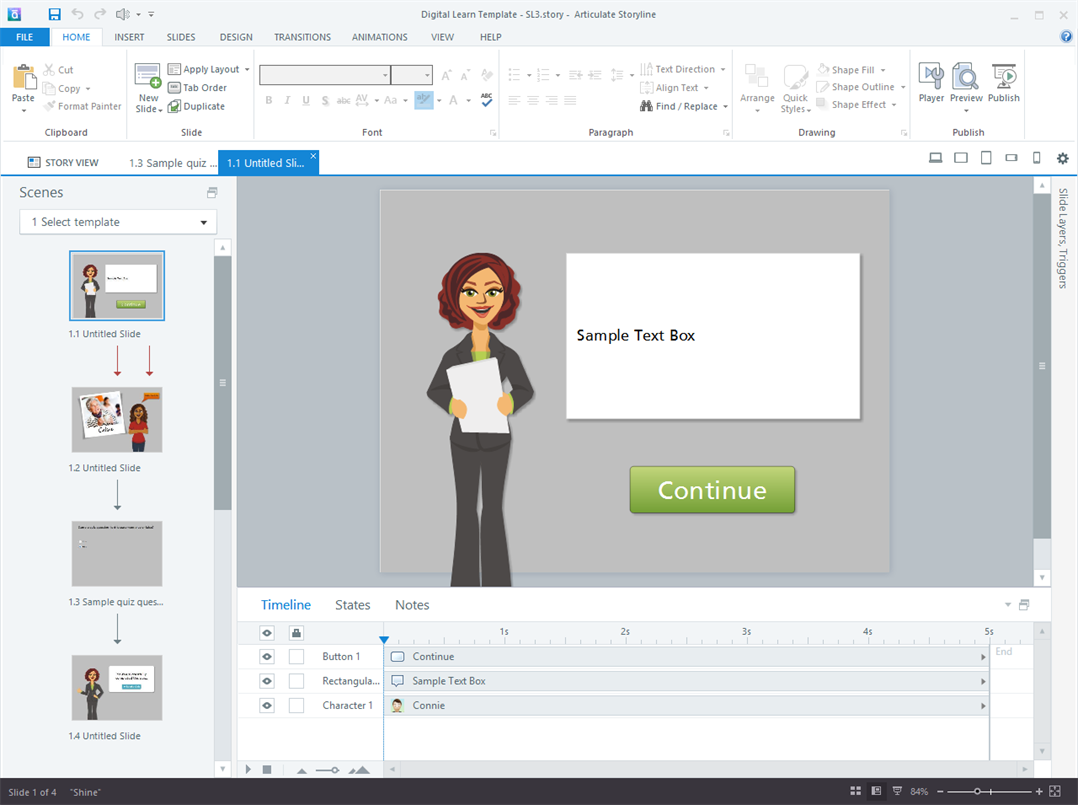 Digital Learn Template - SL3.story - Articulate Storyline
FILE HOME INSERT SLIDES DESIGN TRANSITIONS ANIMATIONS VIEW HELP
Paste
Cut
Copy
Format Painter
Clipboard
New Slide
Apply Layout
Tab Order
Duplicate
Slide
B I U S abc AV Aa A ABC
Font
Text Direction
Align Text
Find / Replace
Paragraph
Arrange
Quick Styles
Shape Fill
Shape Outline
Shape Effect
Drawing
Player
Preview
Publish
Publish
STORY VIEW
1.3 Sample quiz ...
1.1 Untitled Sli...
Scenes
1 Select template
1.1 Untitled Slide
1.2 Untitled Slide
1.3 Sample quiz ques...
1.4 Untitled Slide
Sample Text Box
Continue
Slide Layers, Triggers
Timeline States Notes
1s 2s 3s 4s 5s
Button 1 Continue End
Rectangula... Sample Text Box
Character 1 Connie
Slide 1 of 4 "Shine" 84%